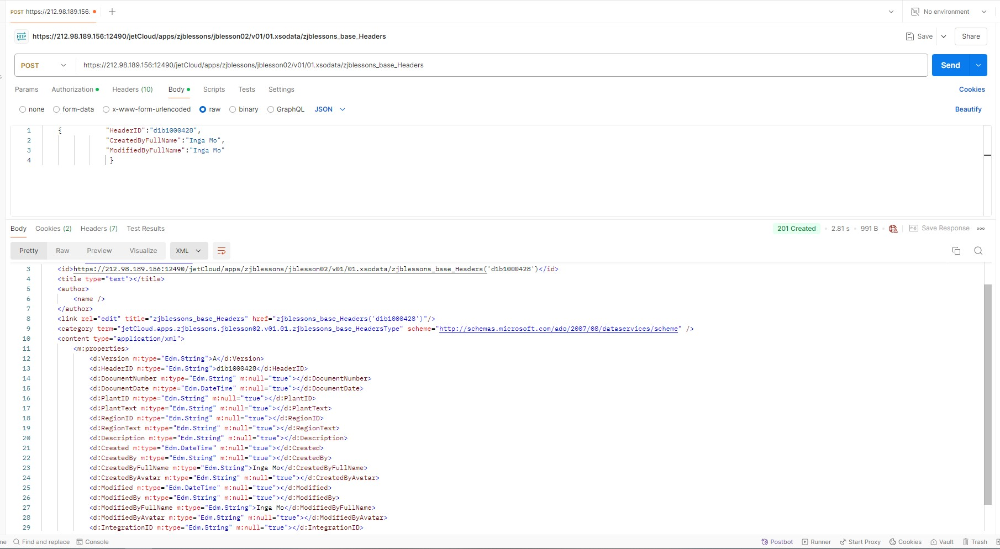 POST https://212.98.189.156.
No environment
HTTP https://212.98.189.156:12490/jetCloud/apps/zjblessons/jblesson02/v01/01.xsodata/zjblessons_base_Headers
Save
Share
POST
https://212.98.189.156:12490/jetCloud/apps/zjblessons/jblesson02/v01/01.xsodata/zjblessons_base_Headers
Send
Params Authorization Headers (10) Body Scripts Tests Settings Cookies
none form-data x-www-form-urlencoded raw binary GraphQL JSON Beautify
1 { "HeaderID":"d1b1000428",
2 "CreatedByFullName":"Inga Mo",
3 "ModifiedByFullName":"Inga Mo"
4 }
Body Cookies (2) Headers (7) Test Results 201 Created 2.81 s 991 B e.g. Save Response
Pretty Raw Preview Visualize XML
3 <id>https://212.98.189.156:12490/jetCloud/apps/zjblessons/jblesson02/v01/01.xsodata/zjblessons_base_Headers('d1b1000428')</id>
4 <title type="text"></title>
5 <author>
6 <name />
7 </author>
8 <link rel="edit" title="zjblessons_base_Headers" href="zjblessons_base_Headers('d1b1000428')"/>
9 <category term="jetCloud.apps.zjblessons.jblesson02.v01.01.zjblessons_base_HeadersType" scheme="http://schemas.microsoft.com/ado/2007/08/dataservices/scheme" />
10 <content type="application/xml">
11 <m:properties>
12 <d:Version m:type="Edm.String">A</d:Version>
13 <d:HeaderID m:type="Edm.String">d1b1000428</d:HeaderID>
14 <d:DocumentNumber m:type="Edm.String" m:null="true"></d:DocumentNumber>
15 <d:DocumentDate m:type="Edm.DateTime" m:null="true"></d:DocumentDate>
16 <d:PlantID m:type="Edm.String" m:null="true"></d:PlantID>
17 <d:PlantText m:type="Edm.String" m:null="true"></d:PlantText>
18 <d:RegionID m:type="Edm.String" m:null="true"></d:RegionID>
19 <d:RegionText m:type="Edm.String" m:null="true"></d:RegionText>
20 <d:Description m:type="Edm.String" m:null="true"></d:Description>
21 <d:Created m:type="Edm.DateTime" m:null="true"></d:Created>
22 <d:CreatedBy m:type="Edm.String" m:null="true"></d:CreatedBy>
23 <d:CreatedByFullName m:type="Edm.String">Inga Mo</d:CreatedByFullName>
24 <d:CreatedByAvatar m:type="Edm.String" m:null="true"></d:CreatedByAvatar>
25 <d:Modified m:type="Edm.DateTime" m:null="true"></d:Modified>
26 <d:ModifiedBy m:type="Edm.String" m:null="true"></d:ModifiedBy>
27 <d:ModifiedByFullName m:type="Edm.String">Inga Mo</d:ModifiedByFullName>
28 <d:ModifiedByAvatar m:type="Edm.String" m:null="true"></d:ModifiedByAvatar>
29 <d:IntegrationID m:type="Edm.String" m:null="true"></d:IntegrationID>
ne Find and replace Console Postbot Runner Start Proxy Cookies Vault Trash